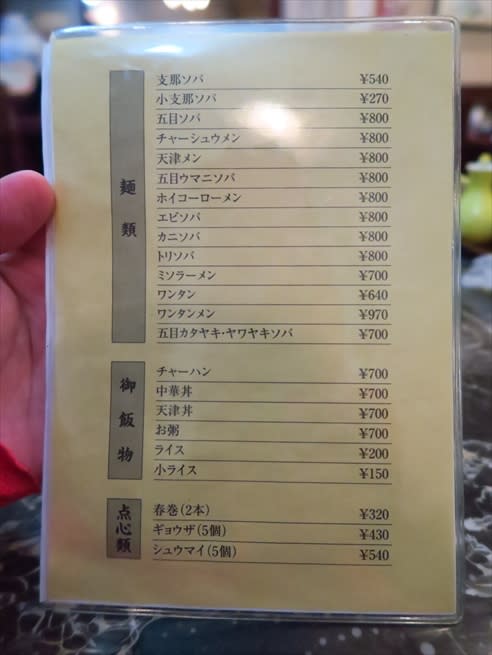 麺類
支那ソバ ¥540
小支那ソバ ¥270
五目ソバ ¥800
チャーシュウメン ¥800
天津メン ¥800
五目ウマニソバ ¥800
ホイコーローメン ¥800
エビソバ ¥800
カニソバ ¥800
トリソバ ¥800
ミソラーメン ¥700
ワンタン ¥640
ワンタンメン ¥970
五目カタヤキ・ヤワヤキソバ ¥700
御飯物
チャーハン ¥700
中華丼 ¥700
天津丼 ¥700
お粥 ¥700
ライス ¥200
小ライス ¥150
点心類
春巻(2本) ¥320
ギョウザ(5個) ¥430
シュウマイ(5個) ¥540